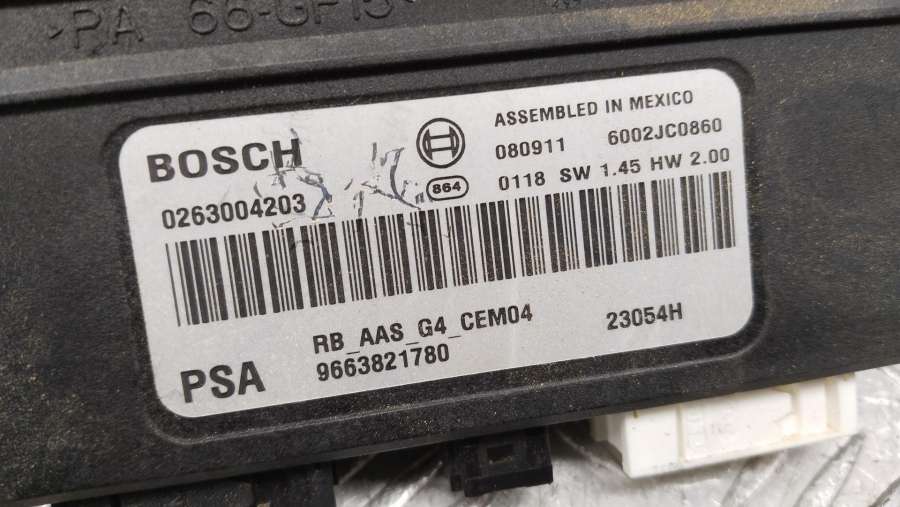 >PA 66-GF15<
BOSCH
ASSEMBLED IN MEXICO
080911 6002JC0860
0263004203
864
0118 SW 1.45 HW 2.00
RB_AAS_G4_CEM04
23054H
PSA
9663821780